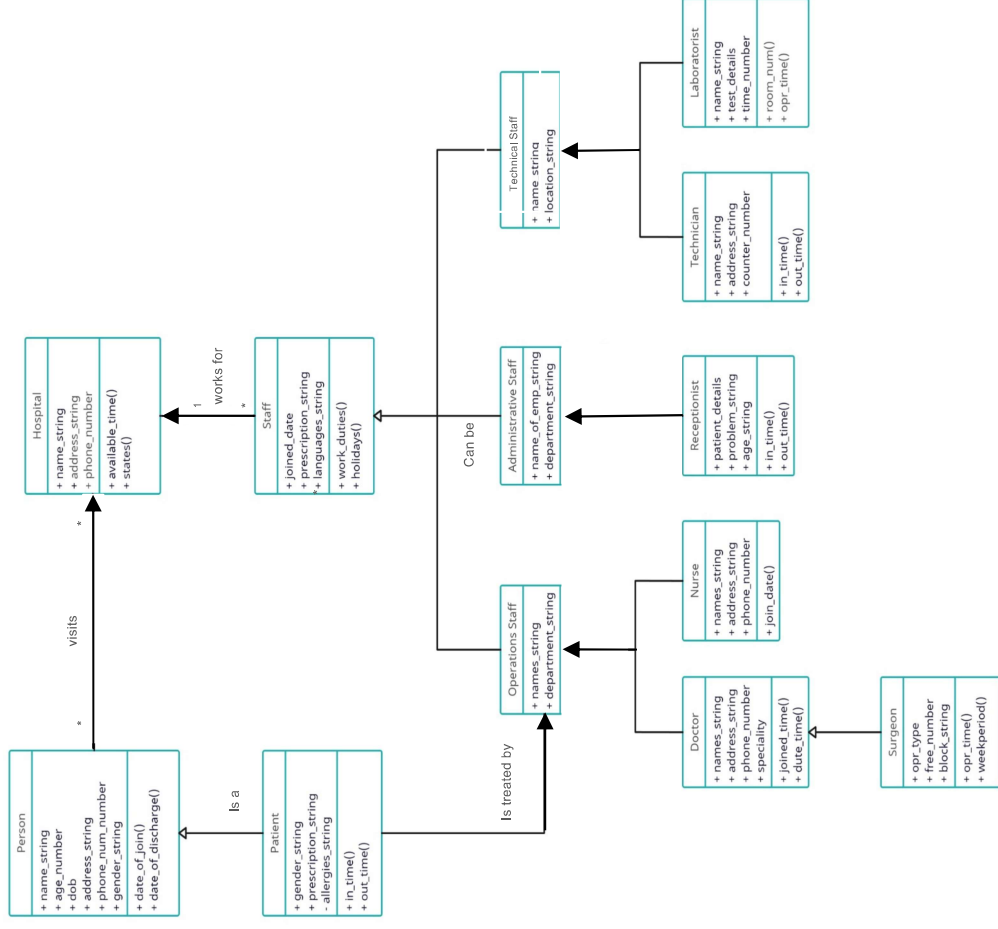 Person
+ name_string
+ age_number
+ dob
+ address_string
+ phone_num_number
+ gender_string
+ date_of_join()
+ date_of_discharge()
*
visits
*
Hospital
+ name_string
+ address_string
+ phone_number
+ available_time()
+ states()
1
works for
*
Is a
Patient
+ gender_string
+ prescription_string
- allergies_string
+ in_time()
+ out_time()
Staff
+ joined_date
+ prescription_string
*+ languages_string
+ work_duties()
+ holidays()
Can be
Is treated by
Operations Staff
+ names_string
+ department_string
Administrative Staff
+ name_of_emp_string
+ department_string
Technical Staff
+ name_string
+ location_string
Doctor
+ names_string
+ address_string
+ phone_number
+ speciality
+ joined_time()
+ dute_time()
Nurse
+ names_string
+ address_string
+ phone_number
+ join_date()
Receptionist
+ patient_details
+ problem_string
+ age_string
+ in_time()
+ out_time()
Technician
+ name_string
+ address_string
+ counter_number
+ in_time()
+ out_time()
Laboratorist
+ name_string
+ test_details
+ time_number
+ room_num()
+ opr_time()
Surgeon
+ opr_type
+ free_number
+ block_string
+ opr_time()
+ weekperiod()